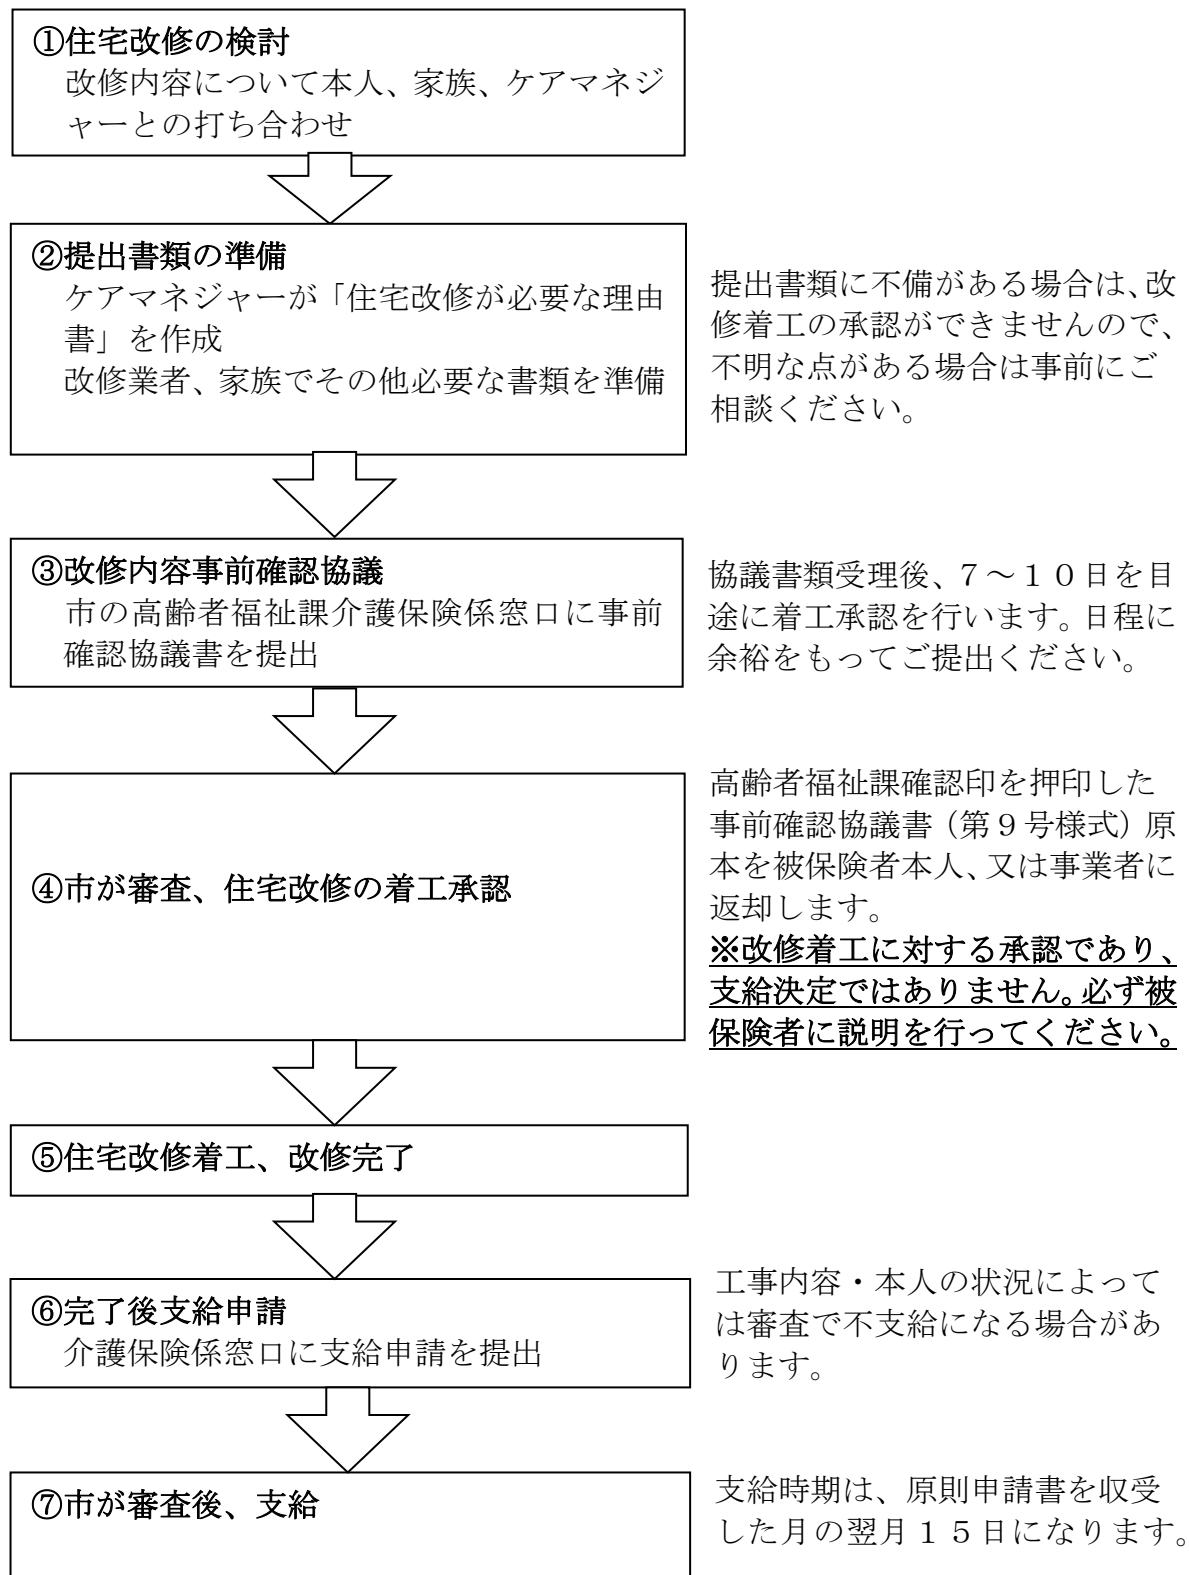 ①住宅改修の検討
改修内容について本人、家族、ケアマネジ
ャーとの打ち合わせ
②提出書類の準備
ケアマネジャーが「住宅改修が必要な理由
書」を作成
改修業者、家族でその他必要な書類を準備
提出書類に不備がある場合は、改
修着工の承認ができませんので、
不明な点がある場合は事前にご
相談ください。
③改修内容事前確認協議
市の高齢者福祉課介護保険係窓口に事前
確認協議書を提出
協議書類受理後、７～１０日を目
途に着工承認を行います。日程に
余裕をもってご提出ください。
④市が審査、住宅改修の着工承認
高齢者福祉課確認印を押印した
事前確認協議書（第９号様式）原
本を被保険者本人、又は事業者に
返却します。
※改修着工に対する承認であり、
支給決定ではありません。必ず被
保険者に説明を行ってください。
⑤住宅改修着工、改修完了
⑥完了後支給申請
介護保険係窓口に支給申請を提出
工事内容・本人の状況によって
は審査で不支給になる場合があ
ります。
⑦市が審査後、支給
支給時期は、原則申請書を収受
した月の翌月１５日になります。